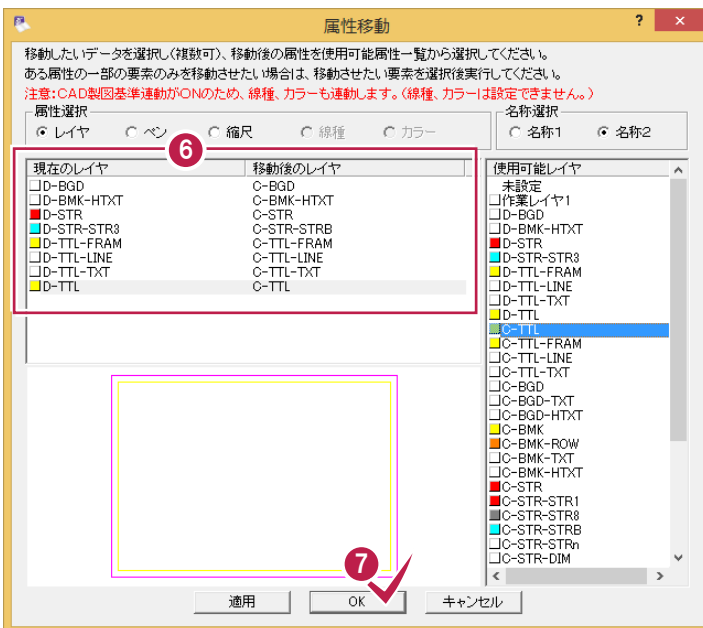 属性移動
? ×
移動したいデータを選択し(複数可)、移動後の属性を使用可能属性一覧から選択してください。
ある属性の一部の要素のみを移動させたい場合は、移動させたい要素を選択後実行してください。
注意:CAD製図基準連動がONのため、線種、カラーも連動します。(線種、カラーは設定できません。)
属性選択
レイヤ ペン 縮尺 線種 カラー
名称選択
名称1 名称2
6
現在のレイヤ 移動後のレイヤ
D-BGD C-BGD
D-BMK-HTXT C-BMK-HTXT
D-STR C-STR
D-STR-STR3 C-STR-STRB
D-TTL-FRAM C-TTL-FRAM
D-TTL-LINE C-TTL-LINE
D-TTL-TXT C-TTL-TXT
D-TTL C-TTL
使用可能レイヤ
未設定
作業レイヤ1
D-BGD
D-BMK-HTXT
D-STR
D-STR-STR3
D-TTL-FRAM
D-TTL-LINE
D-TTL-TXT
D-TTL
C-TTL
C-TTL-FRAM
C-TTL-LINE
C-TTL-TXT
C-BGD
C-BGD-TXT
C-BGD-HTXT
C-BMK
C-BMK-ROW
C-BMK-TXT
C-BMK-HTXT
C-STR
C-STR-STR1
C-STR-STR8
C-STR-STRB
C-STR-STRn
C-STR-DIM
7
適用 OK キャンセル